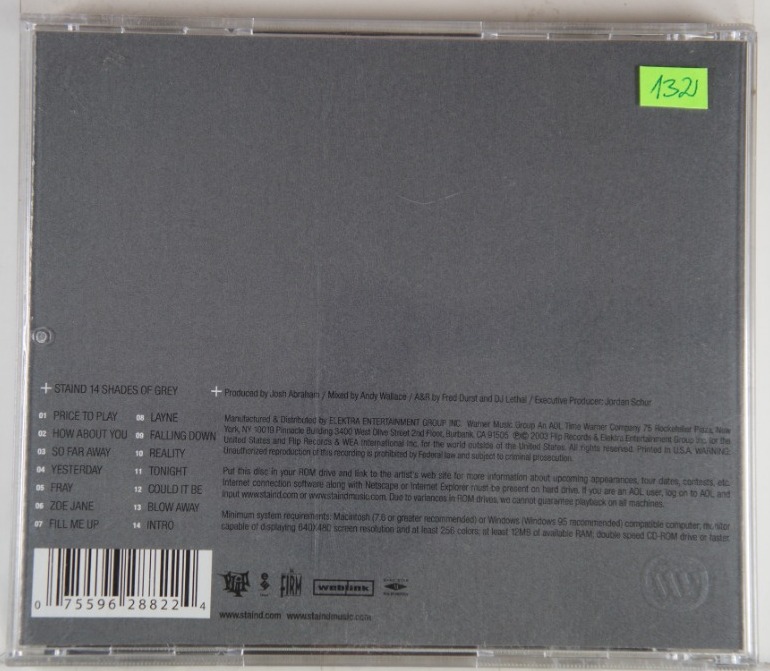 1321
STAIND 14 SHADES OF GREY
01 PRICE TO PLAY
02 HOW ABOUT YOU
03 SO FAR AWAY
04 YESTERDAY
05 FRAY
06 ZOE JANE
07 FILL ME UP
08 LAYNE
09 FALLING DOWN
10 REALITY
11 TONIGHT
12 COULD IT BE
13 BLOW AWAY
14 INTRO
Produced by Josh Abraham / Mixed by Andy Wallace / A&R by Fred Durst and DJ Lethal / Executive Producer: Jordan Schur
Manufactured & Distributed by ELEKTRA ENTERTAINMENT GROUP INC. Warner Music Group An AOL Time Warner Company 75 Rockefeller Plaza, New
York, NY 10019 Pinnacle Building 3400 West Olive Street 2nd Floor, Burbank, CA 91505 ℗© 2003 Flip Records & Elektra Entertainment Group Inc. for the
United States and Flip Records & WEA International Inc. for the world outside of the United States. All rights reserved. Printed in U.S.A. WARNING:
Unauthorized reproduction of this recording is prohibited by Federal law and subject to criminal prosecution.
Put this disc in your ROM drive and link to the artist's web site for more information about upcoming appearances, tour dates, contests, etc.
Internet connection software along with Netscape or Internet Explorer must be present on hard drive. If you are an AOL user, log on to AOL and
input www.staind.com or www.staindmusic.com. Due to variances in ROM drives, we cannot guarantee playback on all machines.
Minimum system requirements: Macintosh (7.6 or greater recommended) or Windows (Windows 95 recommended) compatible computer; monitor
capable of displaying 640X480 screen resolution and at least 256 colors; at least 12MB of available RAM; double speed CD-ROM drive or faster
0 75596 28822 4
FLIP
THE FIRM
weblink
www.staind.com www.staindmusic.com